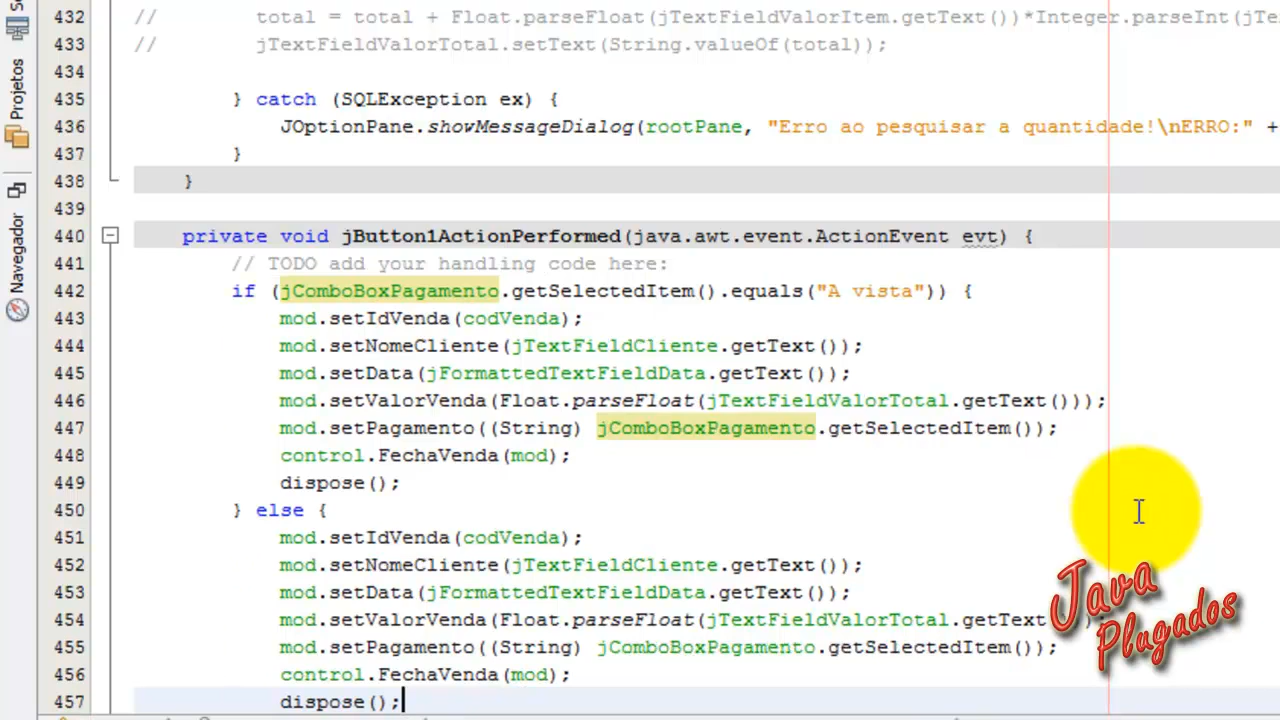 432 // total = total + Float.parseFloat(jTextFieldValorItem.getText())*Integer.parseInt(jTe
433 // jTextFieldValorTotal.setText(String.valueOf(total));
434
435 } catch (SQLException ex) {
436 JOptionPane.showMessageDialog(rootPane, "Erro ao pesquisar a quantidade!\nERRO:" +
437 }
438 }
439
440 private void jButton1ActionPerformed(java.awt.event.ActionEvent evt) {
441 // TODO add your handling code here:
442 if (jComboBoxPagamento.getSelectedItem().equals("A vista")) {
443 mod.setIdVenda(codVenda);
444 mod.setNomeCliente(jTextFieldCliente.getText());
445 mod.setData(jFormattedTextFieldData.getText());
446 mod.setValorVenda(Float.parseFloat(jTextFieldValorTotal.getText()));
447 mod.setPagamento((String) jComboBoxPagamento.getSelectedItem());
448 control.FechaVenda(mod);
449 dispose();
450 } else {
451 mod.setIdVenda(codVenda);
452 mod.setNomeCliente(jTextFieldCliente.getText());
453 mod.setData(jFormattedTextFieldData.getText());
454 mod.setValorVenda(Float.parseFloat(jTextFieldValorTotal.getText
455 mod.setPagamento((String) jComboBoxPagamento.getSelectedItem());
456 control.FechaVenda(mod);
457 dispose();
Projetos
Navegador
Java
Plugados